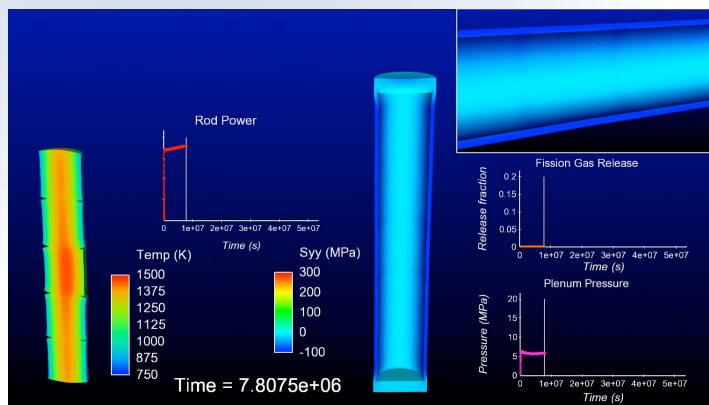 Rod Power
0
1e+07
2e+07
3e+07
4e+07
5e+07
Time (s)
Temp (K)
1500
1375
1250
1125
1000
875
750
Syy (MPa)
300
200
100
0
-100
Time = 7.8075e+06
Fission Gas Release
Release fraction
0.2
0.15
0.1
0.05
0
0
1e+07
2e+07
3e+07
4e+07
5e+07
Time (s)
Plenum Pressure
Pressure (MPa)
20
15
10
5
0
0
1e+07
2e+07
3e+07
4e+07
5e+07
Time (s)